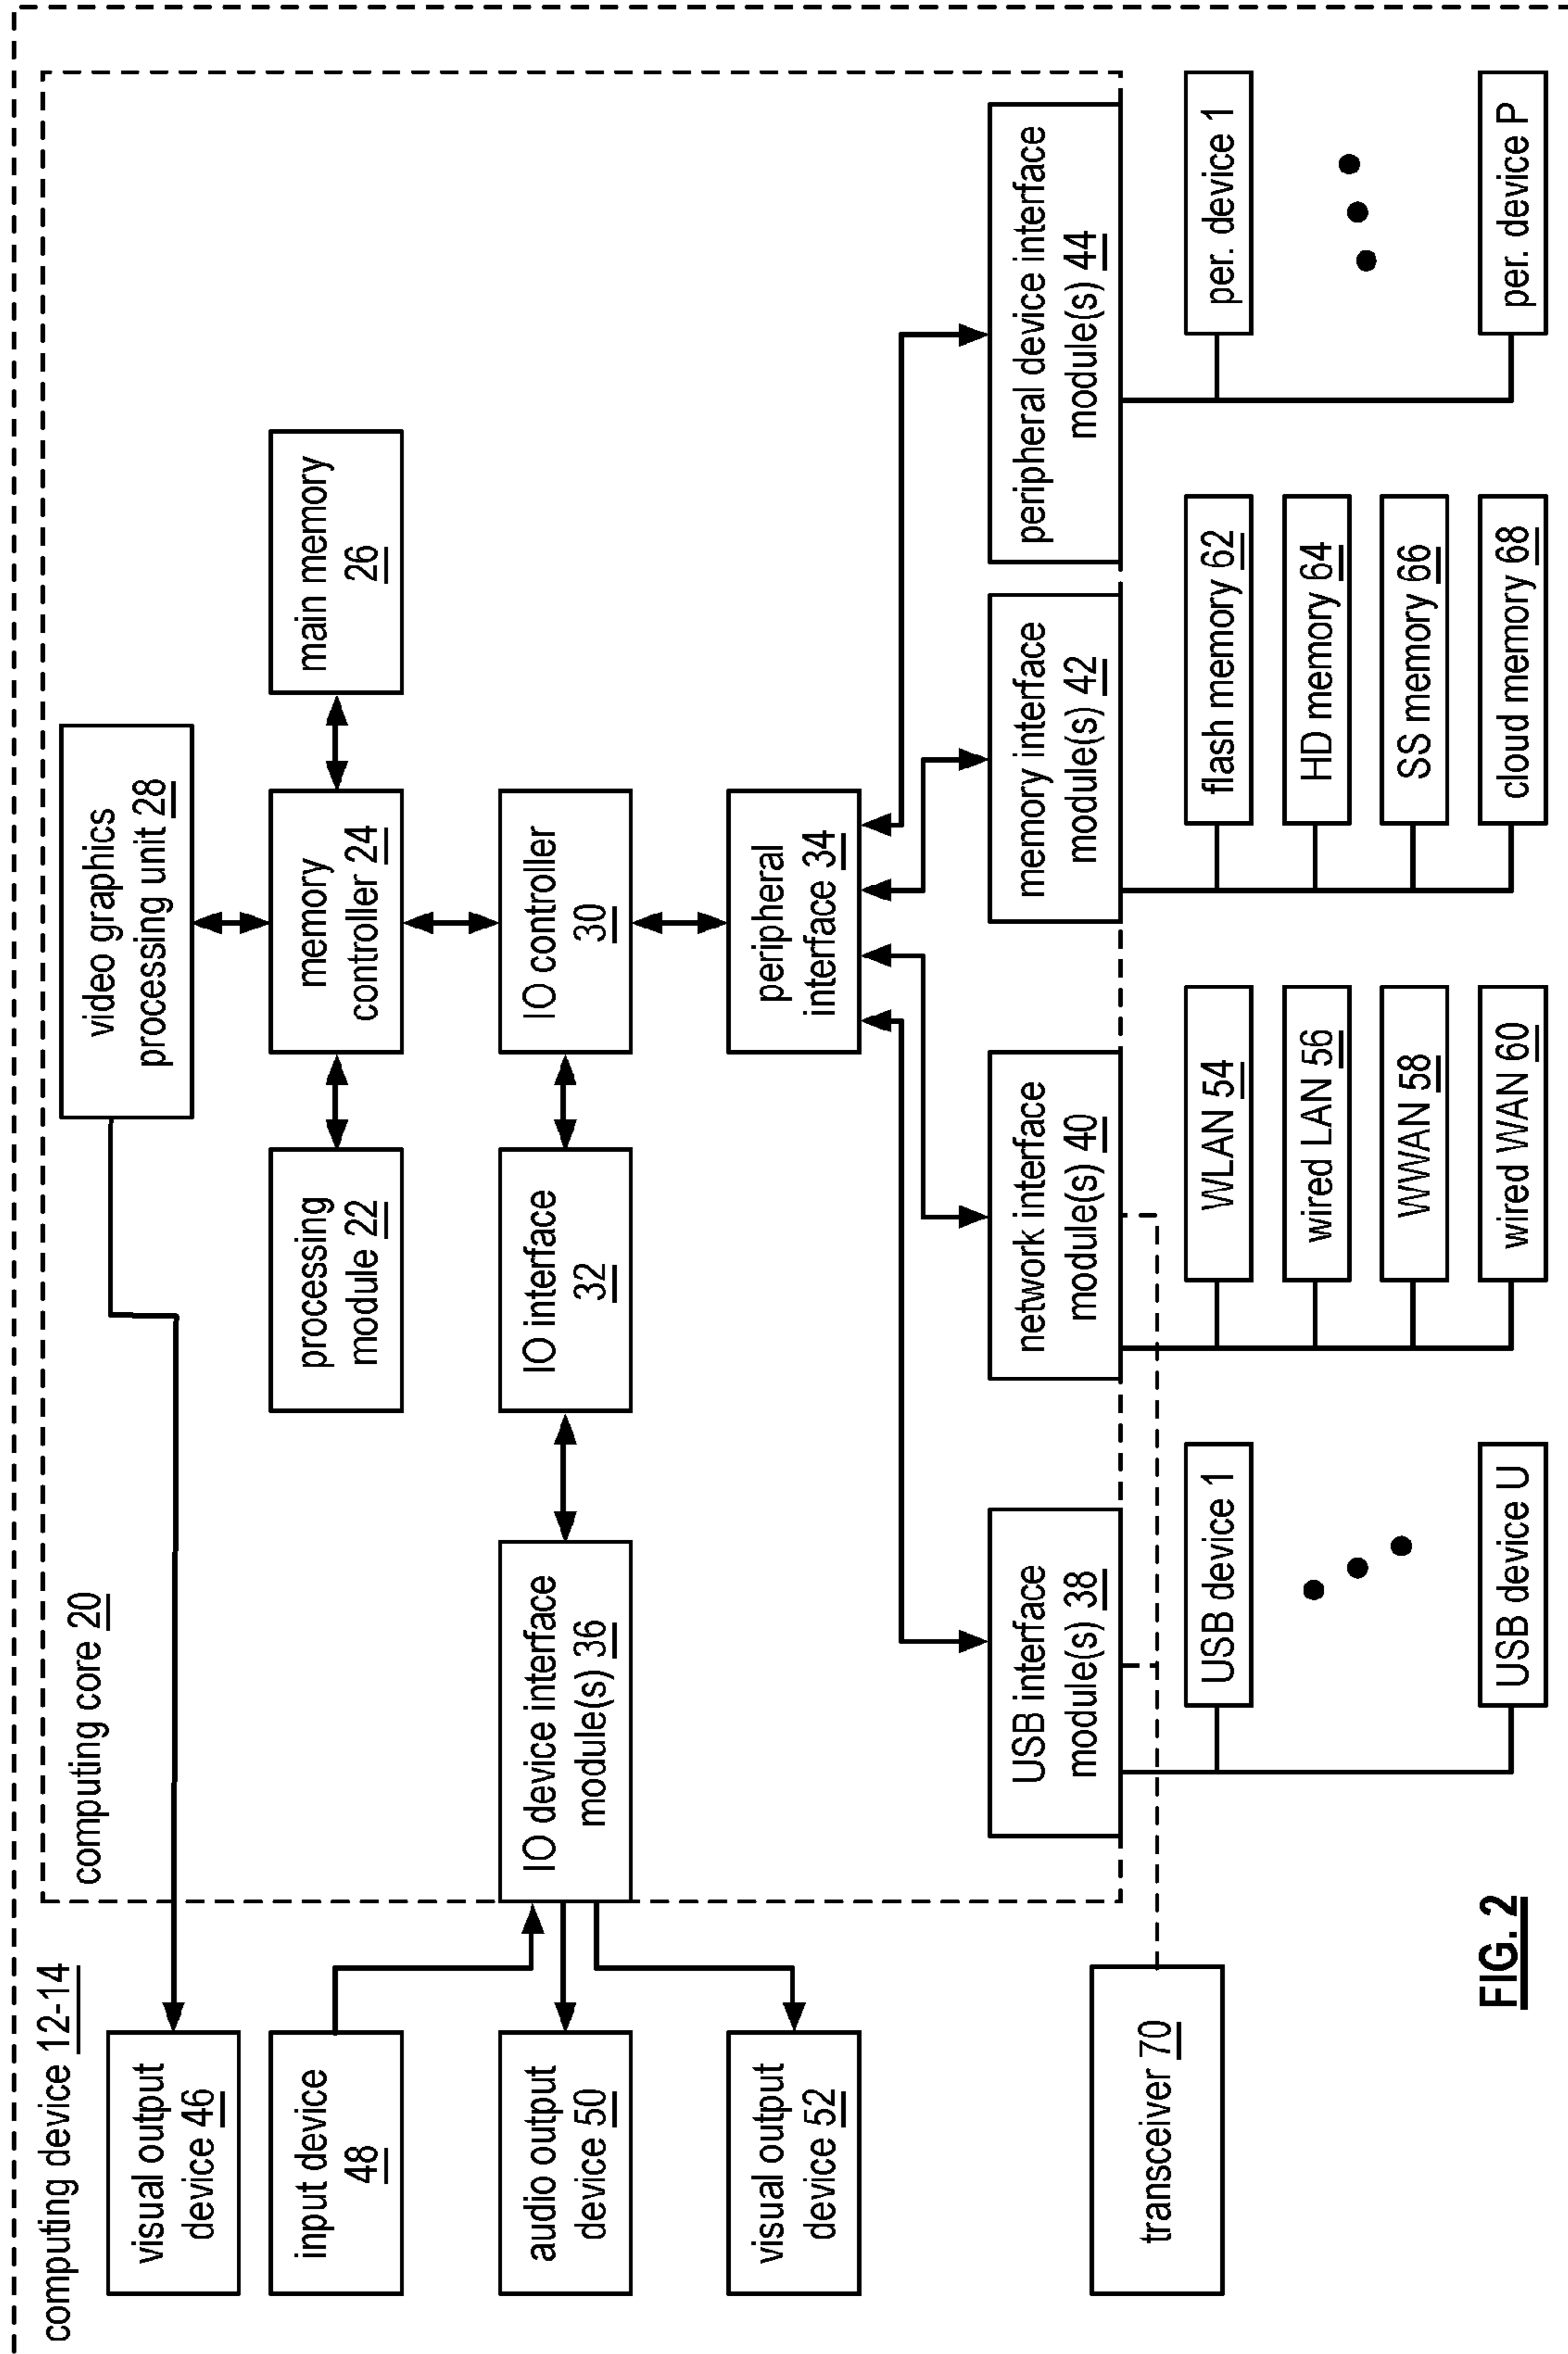 computing device 12-14
computing core 20
visual output
device 46
input device
48
audio output
device 50
visual output
device 52
transceiver 70
video graphics
processing unit 28
processing
module 22
memory
controller 24
main memory
26
IO device interface
module(s) 36
IO interface
32
IO controller
30
peripheral
interface 34
USB interface
module(s) 38
network interface
module(s) 40
memory interface
module(s) 42
peripheral device interface
module(s) 44
USB device 1
USB device U
WLAN 54
wired LAN 56
WWAN 58
wired WAN 60
flash memory 62
HD memory 64
SS memory 66
cloud memory 68
per. device 1
per. device P
FIG. 2